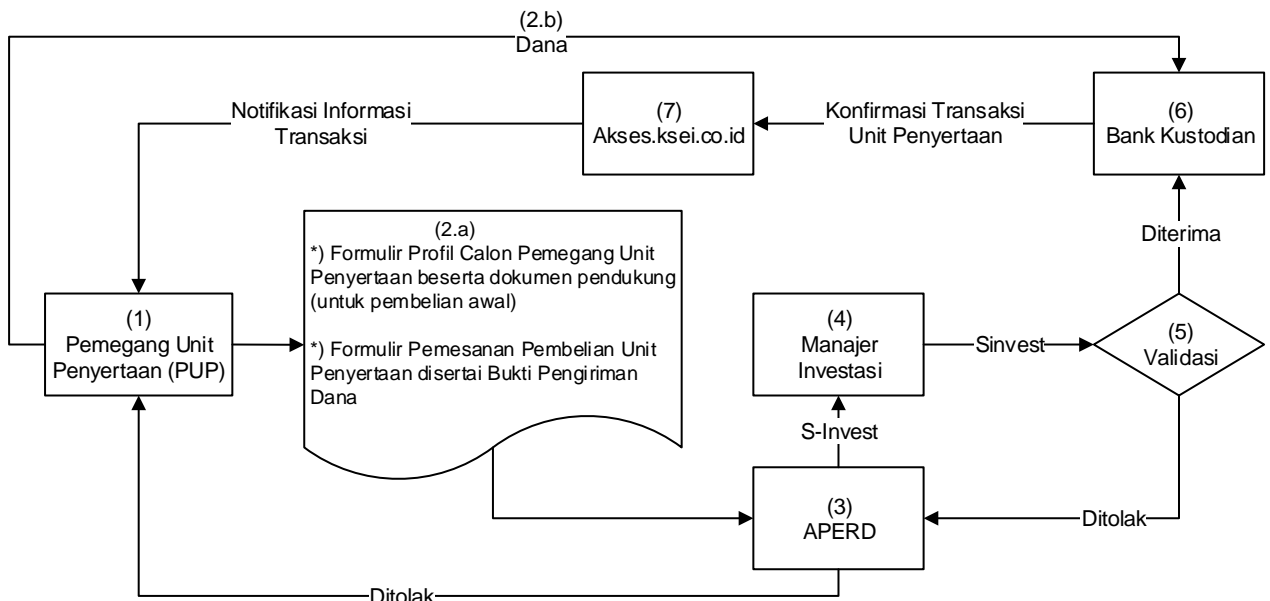 (2.b)
Dana
Notifikasi Informasi
Transaksi
(7)
Akses.ksei.co.id
Konfirmasi Transaksi
Unit Penyertaan
(6)
Bank Kustodian
(2.a)
*) Formulir Profil Calon Pemegang Unit
Penyertaan beserta dokumen pendukung
(untuk pembelian awal)
*) Formulir Pemesanan Pembelian Unit
Penyertaan disertai Bukti Pengiriman
Dana
Diterima
(1)
Pemegang Unit
Penyertaan (PUP)
(4)
Manajer
Investasi
Sinvest
(5)
Validasi
S-Invest
(3)
APERD
Ditolak
Ditolak